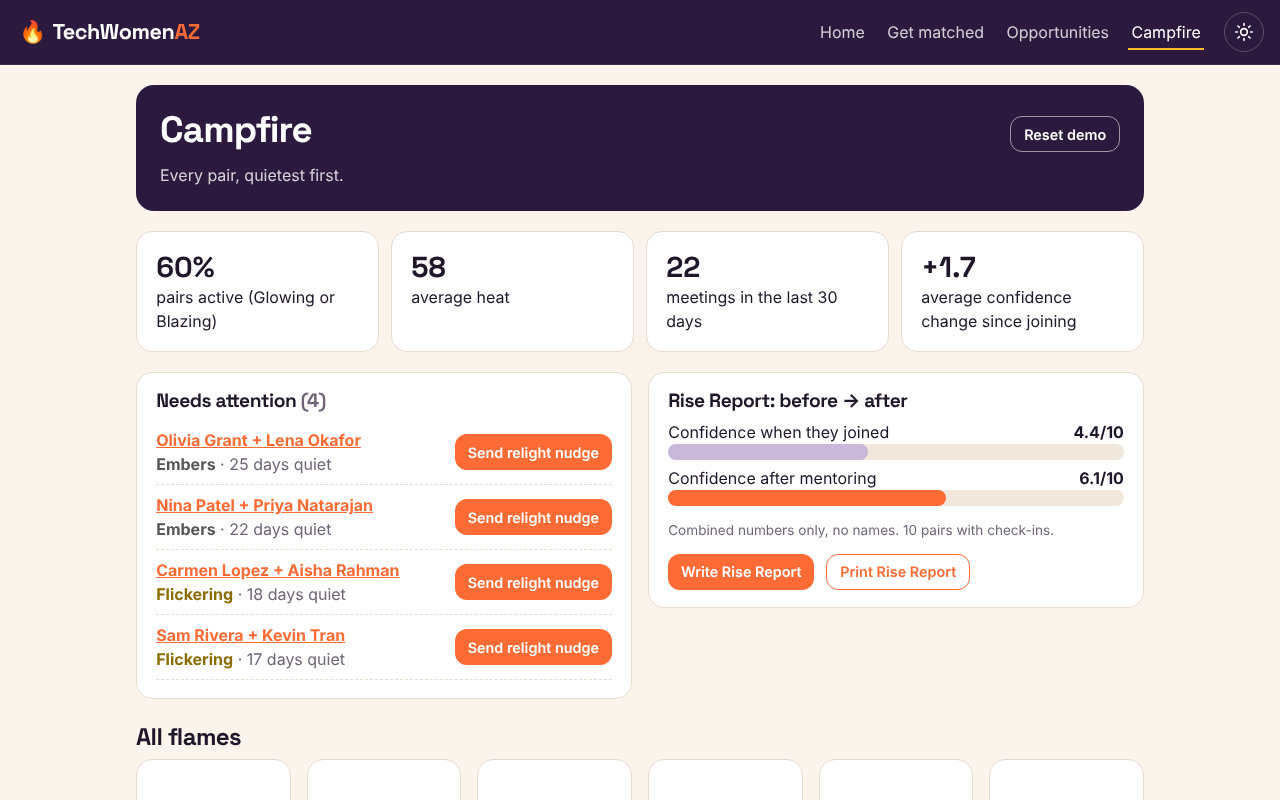 🔥 TechWomenAZ
Home
Get matched
Opportunities
Campfire
Campfire
Reset demo
Every pair, quietest first.
60%
pairs active (Glowing or
Blazing)
58
average heat
22
meetings in the last 30
days
+1.7
average confidence
change since joining
Needs attention (4)
Olivia Grant + Lena Okafor
Embers · 25 days quiet
Send relight nudge
Nina Patel + Priya Natarajan
Embers · 22 days quiet
Send relight nudge
Carmen Lopez + Aisha Rahman
Flickering · 18 days quiet
Send relight nudge
Sam Rivera + Kevin Tran
Flickering · 17 days quiet
Send relight nudge
Rise Report: before → after
Confidence when they joined 4.4/10
Confidence after mentoring 6.1/10
Combined numbers only, no names. 10 pairs with check-ins.
Write Rise Report
Print Rise Report
All flames